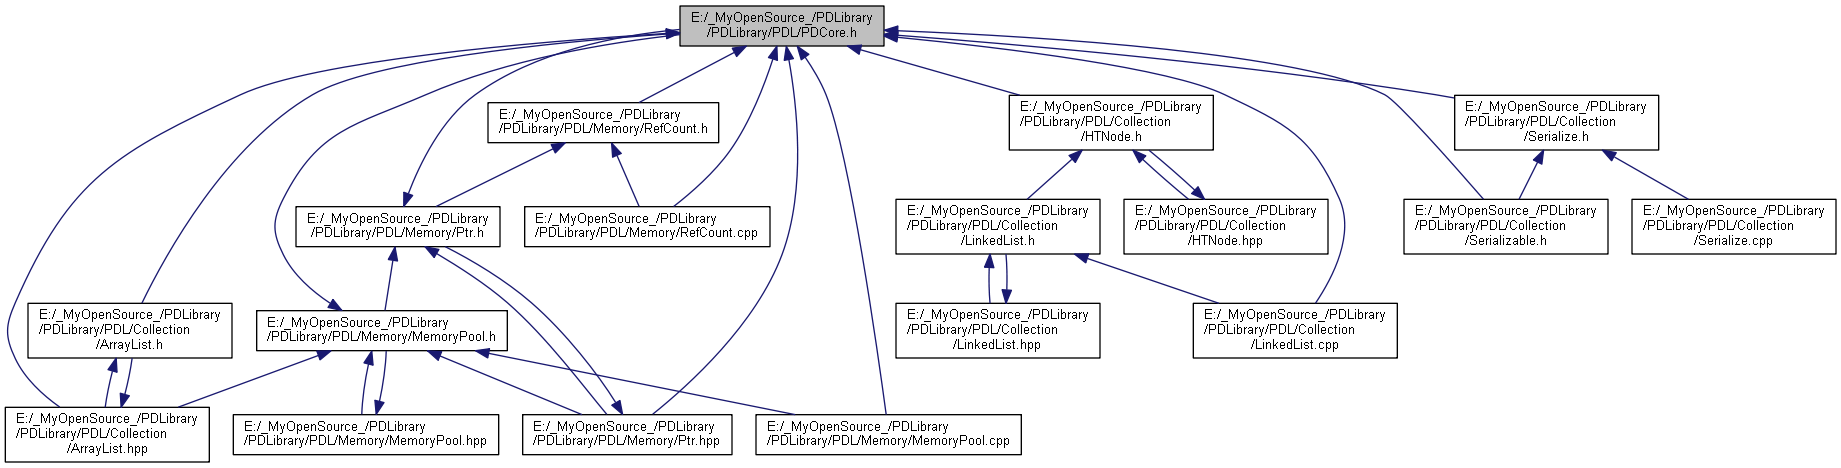 E:/_MyOpenSource_/PDLibrary
/PDLibrary/PDL/PDCore.h
E:/_MyOpenSource_/PDLibrary
/PDLibrary/PDL/Memory/RefCount.h
E:/_MyOpenSource_/PDLibrary
/PDLibrary/PDL/Collection
/HTNode.h
E:/_MyOpenSource_/PDLibrary
/PDLibrary/PDL/Collection
/Serialize.h
E:/_MyOpenSource_/PDLibrary
/PDLibrary/PDL/Memory/Ptr.h
E:/_MyOpenSource_/PDLibrary
/PDLibrary/PDL/Memory/RefCount.cpp
E:/_MyOpenSource_/PDLibrary
/PDLibrary/PDL/Collection
/LinkedList.h
E:/_MyOpenSource_/PDLibrary
/PDLibrary/PDL/Collection
/HTNode.hpp
E:/_MyOpenSource_/PDLibrary
/PDLibrary/PDL/Collection
/Serializable.h
E:/_MyOpenSource_/PDLibrary
/PDLibrary/PDL/Collection
/Serialize.cpp
E:/_MyOpenSource_/PDLibrary
/PDLibrary/PDL/Collection
/ArrayList.h
E:/_MyOpenSource_/PDLibrary
/PDLibrary/PDL/Memory/MemoryPool.h
E:/_MyOpenSource_/PDLibrary
/PDLibrary/PDL/Collection
/LinkedList.hpp
E:/_MyOpenSource_/PDLibrary
/PDLibrary/PDL/Collection
/LinkedList.cpp
E:/_MyOpenSource_/PDLibrary
/PDLibrary/PDL/Collection
/ArrayList.hpp
E:/_MyOpenSource_/PDLibrary
/PDLibrary/PDL/Memory/MemoryPool.hpp
E:/_MyOpenSource_/PDLibrary
/PDLibrary/PDL/Memory/Ptr.hpp
E:/_MyOpenSource_/PDLibrary
/PDLibrary/PDL/Memory/MemoryPool.cpp